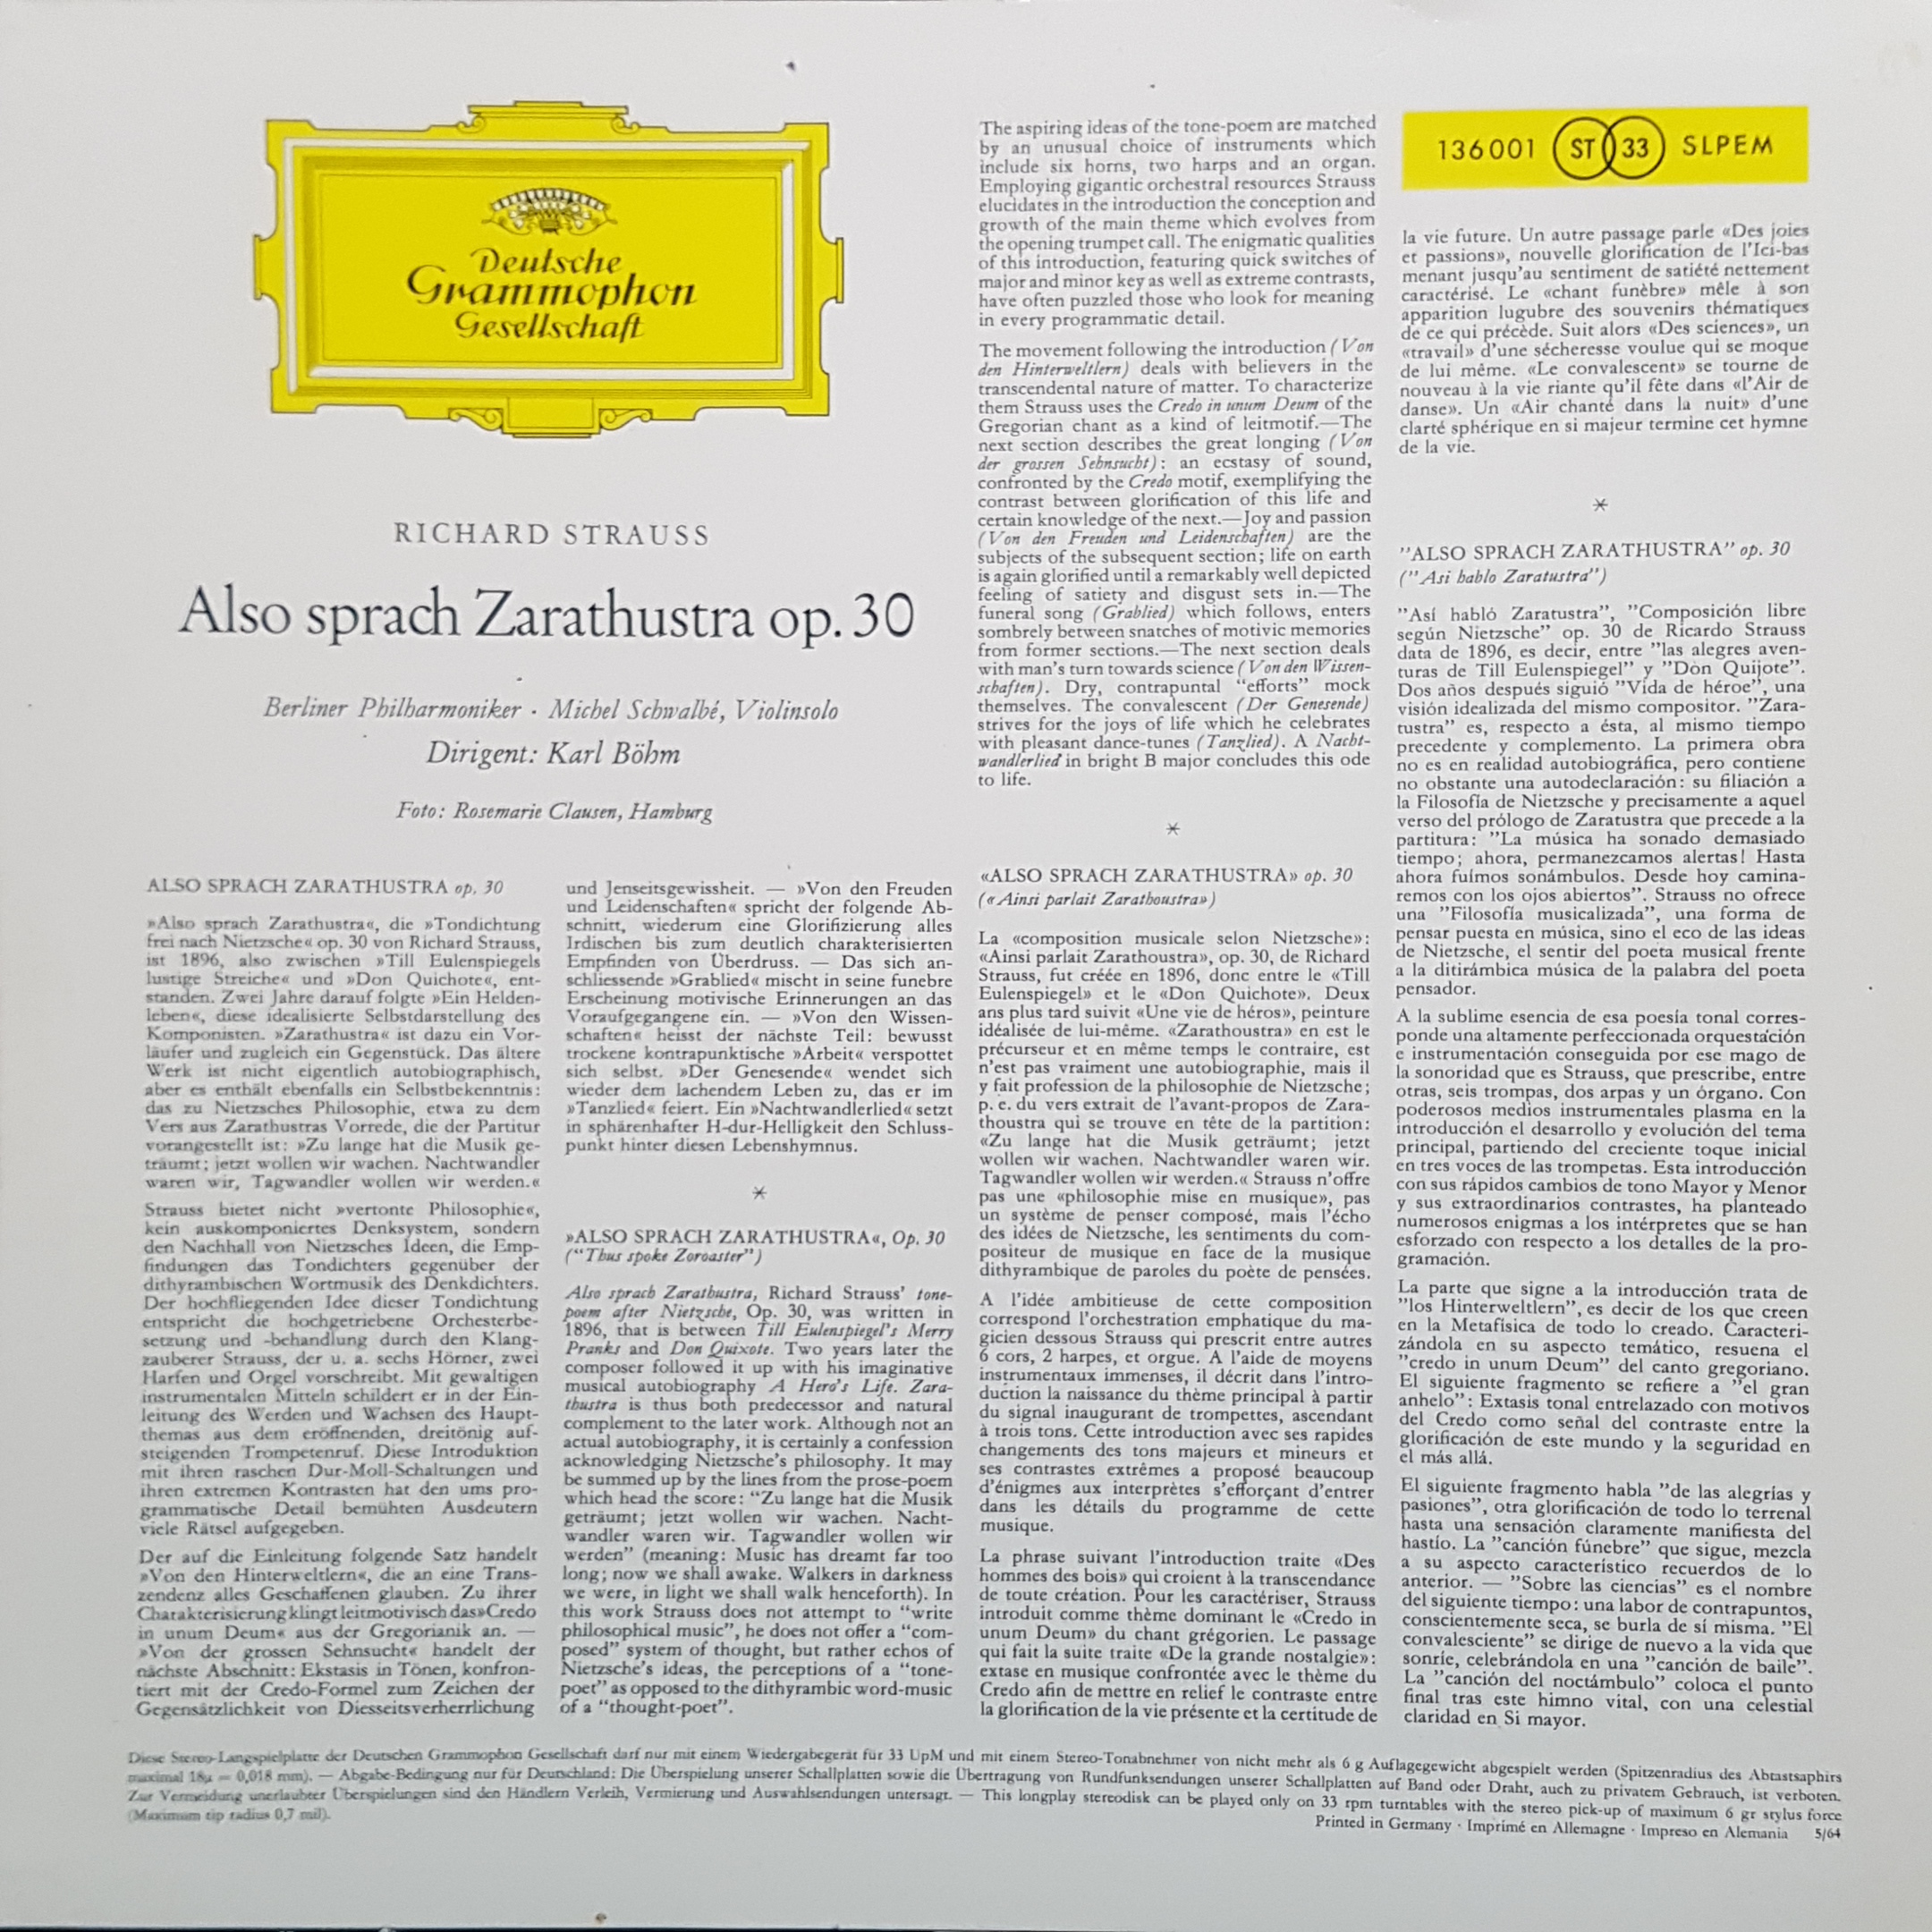 Deutsche
Grammophon
Gesellschaft
RICHARD STRAUSS
Also sprach Zarathustra op. 30
Berliner Philharmoniker · Michel Schwalbé, Violinsolo
Dirigent: Karl Böhm
Foto: Rosemarie Clausen, Hamburg
ALSO SPRACH ZARATHUSTRA op. 30
»Also sprach Zarathustra«, die »Tondichtung
frei nach Nietzsche« op. 30 von Richard Strauss,
ist 1896, also zwischen »Till Eulenspiegels
lustige Streiche« und »Don Quichote«, ent-
standen. Zwei Jahre darauf folgte »Ein Helden-
leben«, diese idealisierte Selbstdarstellung des
Komponisten. »Zarathustra« ist dazu ein Vor-
läufer und zugleich ein Gegenstück. Das ältere
Werk ist nicht eigentlich autobiographisch,
aber es enthält ebenfalls ein Selbstbekenntnis:
das zu Nietzsches Philosophie, etwa zu dem
Vers aus Zarathustras Vorrede, die der Partitur
vorangestellt ist: »Zu lange hat die Musik ge-
träumt; jetzt wollen wir wachen. Nachtwandler
waren wir, Tagwandler wollen wir werden.«
Strauss bietet nicht »vertonte Philosophie«,
kein auskomponiertes Denksystem, sondern
den Nachhall von Nietzsches Ideen, die Emp-
findungen das Tondichters gegenüber der
dithyrambischen Wortmusik des Denkdichters.
Der hochfliegenden Idee dieser Tondichtung
entspricht die hochgetriebene Orchesterbe-
setzung und -behandlung durch den Klang-
zauberer Strauss, der u. a. sechs Hörner, zwei
Harfen und Orgel vorschreibt. Mit gewaltigen
instrumentalen Mitteln schildert er in der Ein-
leitung des Werden und Wachsen des Haupt-
themas aus dem eröffnenden, dreitönig auf-
steigenden Trompetenruf. Diese Introduktion
mit ihren raschen Dur-Moll-Schaltungen und
ihren extremen Kontrasten hat den ums pro-
grammatische Detail bemühten Ausdeutern
viele Rätsel aufgegeben.
Der auf die Einleitung folgende Satz handelt
»Von den Hinterweltlern«, die an eine Trans-
zendenz alles Geschaffenen glauben. Zu ihrer
Charakterisierung klingt leitmotivisch das »Credo
in unum Deum« aus der Gregorianik an. —
»Von der grossen Sehnsucht« handelt der
nächste Abschnitt: Ekstasis in Tönen, konfron-
tiert mit der Credo-Formel zum Zeichen der
Gegensätzlichkeit von Diesseitsverherrlichung
und Jenseitsgewissheit. — »Von den Freuden
und Leidenschaften« spricht der folgende Ab-
schnitt, wiederum eine Glorifizierung alles
Irdischen bis zum deutlich charakterisierten
Empfinden von Überdruss. — Das sich an-
schliessende »Grablied« mischt in seine funebre
Erscheinung motivische Erinnerungen an das
Voraufgegangene ein. — »Von den Wissen-
schaften« heisst der nächste Teil: bewusst
trockene kontrapunktische »Arbeit« verspottet
sich selbst. »Der Genesende« wendet sich
wieder dem lachendem Leben zu, das er im
»Tanzlied« feiert. Ein »Nachtwandlerlied« setzt
in sphärenhafter H-dur-Helligkeit den Schluss-
punkt hinter diesen Lebenshymnus.
*
»ALSO SPRACH ZARATHUSTRA«, Op. 30
(“Thus spoke Zoroaster”)
Also sprach Zarathustra, Richard Strauss' tone-
poem after Nietzsche, Op. 30, was written in
1896, that is between Till Eulenspiegel's Merry
Pranks and Don Quixote. Two years later the
composer followed it up with his imaginative
musical autobiography A Hero's Life. Zara-
thustra is thus both predecessor and natural
complement to the later work. Although not an
actual autobiography, it is certainly a confession
acknowledging Nietzsche's philosophy. It may
be summed up by the lines from the prose-poem
which head the score: “Zu lange hat die Musik
geträumt; jetzt wollen wir wachen. Nacht-
wandler waren wir. Tagwandler wollen wir
werden” (meaning: Music has dreamt far too
long; now we shall awake. Walkers in darkness
we were, in light we shall walk henceforth). In
this work Strauss does not attempt to “write
philosophical music”, he does not offer a “com-
posed” system of thought, but rather echos of
Nietzsche's ideas, the perceptions of a “tone-
poet” as opposed to the dithyrambic word-music
of a “thought-poet”.
The aspiring ideas of the tone-poem are matched
by an unusual choice of instruments which
include six horns, two harps and an organ.
Employing gigantic orchestral resources Strauss
elucidates in the introduction the conception and
growth of the main theme which evolves from
the opening trumpet call. The enigmatic qualities
of this introduction, featuring quick switches of
major and minor key as well as extreme contrasts,
have often puzzled those who look for meaning
in every programmatic detail.
The movement following the introduction (Von
den Hinterweltlern) deals with believers in the
transcendental nature of matter. To characterize
them Strauss uses the Credo in unum Deum of the
Gregorian chant as a kind of leitmotif.—The
next section describes the great longing (Von
der grossen Sehnsucht): an ecstasy of sound,
confronted by the Credo motif, exemplifying the
contrast between glorification of this life and
certain knowledge of the next.—Joy and passion
(Von den Freuden und Leidenschaften) are the
subjects of the subsequent section; life on earth
is again glorified until a remarkably well depicted
feeling of satiety and disgust sets in.—The
funeral song (Grablied) which follows, enters
sombrely between snatches of motivic memories
from former sections.—The next section deals
with man's turn towards science (Von den Wissen-
schaften). Dry, contrapuntal “efforts” mock
themselves. The convalescent (Der Genesende)
strives for the joys of life which he celebrates
with pleasant dance-tunes (Tanzlied). A Nacht-
wandlerlied in bright B major concludes this ode
to life.
*
«ALSO SPRACH ZARATHUSTRA» op. 30
(«Ainsi parlait Zarathoustra»)
La «composition musicale selon Nietzsche»:
«Ainsi parlait Zarathoustra», op. 30, de Richard
Strauss, fut créée en 1896, donc entre le «Till
Eulenspiegel» et le «Don Quichote». Deux
ans plus tard suivit «Une vie de héros», peinture
idéalisée de lui-même. «Zarathoustra» en est le
précurseur et en même temps le contraire, est
n'est pas vraiment une autobiographie, mais il
y fait profession de la philosophie de Nietzsche;
p. e. du vers extrait de l'avant-propos de Zara-
thoustra qui se trouve en tête de la partition:
«Zu lange hat die Musik geträumt; jetzt
wollen wir wachen. Nachtwandler waren wir.
Tagwandler wollen wir werden.« Strauss n'offre
pas une «philosophie mise en musique», pas
un système de penser composé, mais l'écho
des idées de Nietzsche, les sentiments du com-
positeur de musique en face de la musique
dithyrambique de paroles du poète de pensées.
A l'idée ambitieuse de cette composition
correspond l'orchestration emphatique du ma-
gicien dessous Strauss qui prescrit entre autres
6 cors, 2 harpes, et orgue. A l'aide de moyens
instrumentaux immenses, il décrit dans l'intro-
duction la naissance du thème principal à partir
du signal inaugurant de trompettes, ascendant
à trois tons. Cette introduction avec ses rapides
changements des tons majeurs et mineurs et
ses contrastes extrêmes a proposé beaucoup
d'énigmes aux interprètes s'efforçant d'entrer
dans les détails du programme de cette
musique.
La phrase suivant l'introduction traite «Des
hommes des bois» qui croient à la transcendance
de toute création. Pour les caractériser, Strauss
introduit comme thème dominant le «Credo in
unum Deum» du chant grégorien. Le passage
qui fait la suite traite «De la grande nostalgie»:
extase en musique confrontée avec le thème du
Credo afin de mettre en relief le contraste entre
la glorification de la vie présente et la certitude de
136001 ST 33 SLPEM
la vie future. Un autre passage parle «Des joies
et passions», nouvelle glorification de l'Ici-bas
menant jusqu'au sentiment de satiété nettement
caractérisé. Le «chant funèbre» mêle à son
apparition lugubre des souvenirs thématiques
de ce qui précède. Suit alors «Des sciences», un
«travail» d'une sécheresse voulue qui se moque
de lui même. «Le convalescent» se tourne de
nouveau à la vie riante qu'il fête dans «l'Air de
danse». Un «Air chanté dans la nuit» d'une
clarté sphérique en si majeur termine cet hymne
de la vie.
*
”ALSO SPRACH ZARATHUSTRA” op. 30
(”Asi hablo Zaratustra”)
”Así habló Zaratustra”, ”Composición libre
según Nietzsche” op. 30 de Ricardo Strauss
data de 1896, es decir, entre ”las alegres aven-
turas de Till Eulenspiegel” y ”Don Quijote”.
Dos años después siguió ”Vida de héroe”, una
visión idealizada del mismo compositor. ”Zara-
tustra” es, respecto a ésta, al mismo tiempo
precedente y complemento. La primera obra
no es en realidad autobiográfica, pero contiene
no obstante una autodeclaración: su filiación a
la Filosofía de Nietzsche y precisamente a aquel
verso del prólogo de Zaratustra que precede a la
partitura: ”La música ha sonado demasiado
tiempo; ahora, permanezcamos alertas! Hasta
ahora fuímos sonámbulos. Desde hoy camina-
remos con los ojos abiertos”. Strauss no ofrece
una ”Filosofía musicalizada”, una forma de
pensar puesta en música, sino el eco de las ideas
de Nietzsche, el sentir del poeta musical frente
a la ditirámbica música de la palabra del poeta
pensador.
A la sublime esencia de esa poesía tonal corres-
ponde una altamente perfeccionada orquestación
e instrumentación conseguida por ese mago de
la sonoridad que es Strauss, que prescribe, entre
otras, seis trompas, dos arpas y un órgano. Con
poderosos medios instrumentales plasma en la
introducción el desarrollo y evolución del tema
principal, partiendo del creciente toque inicial
en tres voces de las trompetas. Esta introducción
con sus rápidos cambios de tono Mayor y Menor
y sus extraordinarios contrastes, ha planteado
numerosos enigmas a los intérpretes que se han
esforzado con respecto a los detalles de la pro-
gramación.
La parte que signe a la introducción trata de
”los Hinterweltlern”, es decir de los que creen
en la Metafísica de todo lo creado. Caracteri-
zándola en su aspecto temático, resuena el
”credo in unum Deum” del canto gregoriano.
El siguiente fragmento se refiere a ”el gran
anhelo”: Extasis tonal entrelazado con motivos
del Credo como señal del contraste entre la
glorificación de este mundo y la seguridad en
el más allá.
El siguiente fragmento habla ”de las alegrías y
pasiones”, otra glorificación de todo lo terrenal
hasta una sensación claramente manifiesta del
hastío. La ”canción fúnebre” que sigue, mezcla
a su aspecto característico recuerdos de lo
anterior. — ”Sobre las ciencias” es el nombre
del siguiente tiempo: una labor de contrapuntos,
conscientemente seca, se burla de sí misma. ”El
convalesciente” se dirige de nuevo a la vida que
sonríe, celebrándola en una ”canción de baile”.
La ”canción del noctámbulo” coloca el punto
final tras este himno vital, con una celestial
claridad en Si mayor.
Diese Stereo-Langspielplatte der Deutschen Grammophon Gesellschaft darf nur mit einem Wiedergabegerät für 33 UpM und mit einem Stereo-Tonabnehmer von nicht mehr als 6 g Auflagegewicht abgespielt werden (Spitzenradius des Abtastsaphirs
maximal 18µ = 0,018 mm). — Abgabe-Bedingung nur für Deutschland: Die Überspielung unserer Schallplatten sowie die Übertragung von Rundfunksendungen unserer Schallplatten auf Band oder Draht, auch zu privatem Gebrauch, ist verboten.
Zur Vermeidung unerlaubter Überspielungen sind den Händlern Verleih, Vermierung und Auswahlsendungen untersagt. — This longplay stereodisk can be played only on 33 rpm turntables with the stereo pick-up of maximum 6 gr stylus force
(Maximum tip radius 0,7 mil).
Printed in Germany · Imprimé en Allemagne · Impreso en Alemania 5/64